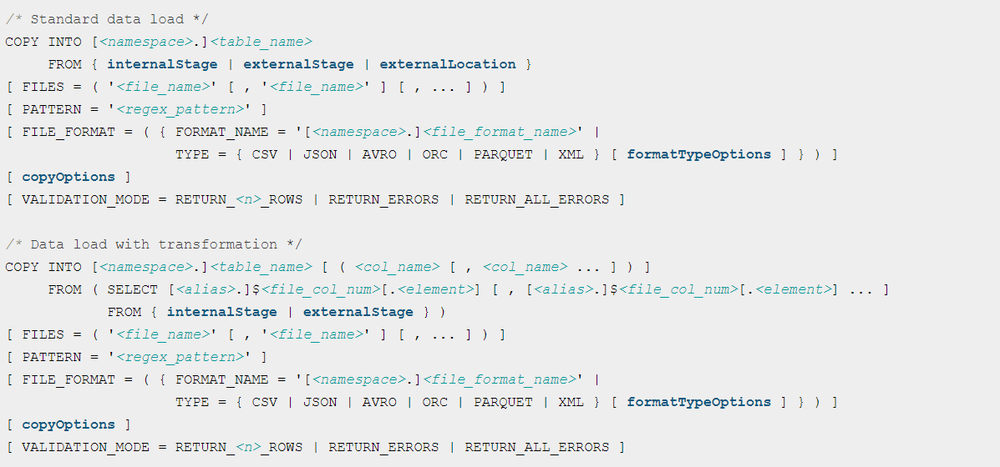 /* Standard data load */
COPY INTO [<namespace>.]<table_name>
     FROM { internalStage | externalStage | externalLocation }
[ FILES = ( '<file_name>' [ , '<file_name>' ] [ , ... ] ) ]
[ PATTERN = '<regex_pattern>' ]
[ FILE_FORMAT = ( { FORMAT_NAME = '[<namespace>.]<file_format_name>' |
                    TYPE = { CSV | JSON | AVRO | ORC | PARQUET | XML } [ formatTypeOptions ] } ) ]
[ copyOptions ]
[ VALIDATION_MODE = RETURN_<n>_ROWS | RETURN_ERRORS | RETURN_ALL_ERRORS ]

/* Data load with transformation */
COPY INTO [<namespace>.]<table_name> [ ( <col_name> [ , <col_name> ... ] ) ]
     FROM ( SELECT [<alias>.]$<file_col_num>[.<element>] [ , [<alias>.]$<file_col_num>[.<element>] ... ]
            FROM { internalStage | externalStage } )
[ FILES = ( '<file_name>' [ , '<file_name>' ] [ , ... ] ) ]
[ PATTERN = '<regex_pattern>' ]
[ FILE_FORMAT = ( { FORMAT_NAME = '[<namespace>.]<file_format_name>' |
                    TYPE = { CSV | JSON | AVRO | ORC | PARQUET | XML } [ formatTypeOptions ] } ) ]
[ copyOptions ]
[ VALIDATION_MODE = RETURN_<n>_ROWS | RETURN_ERRORS | RETURN_ALL_ERRORS ]